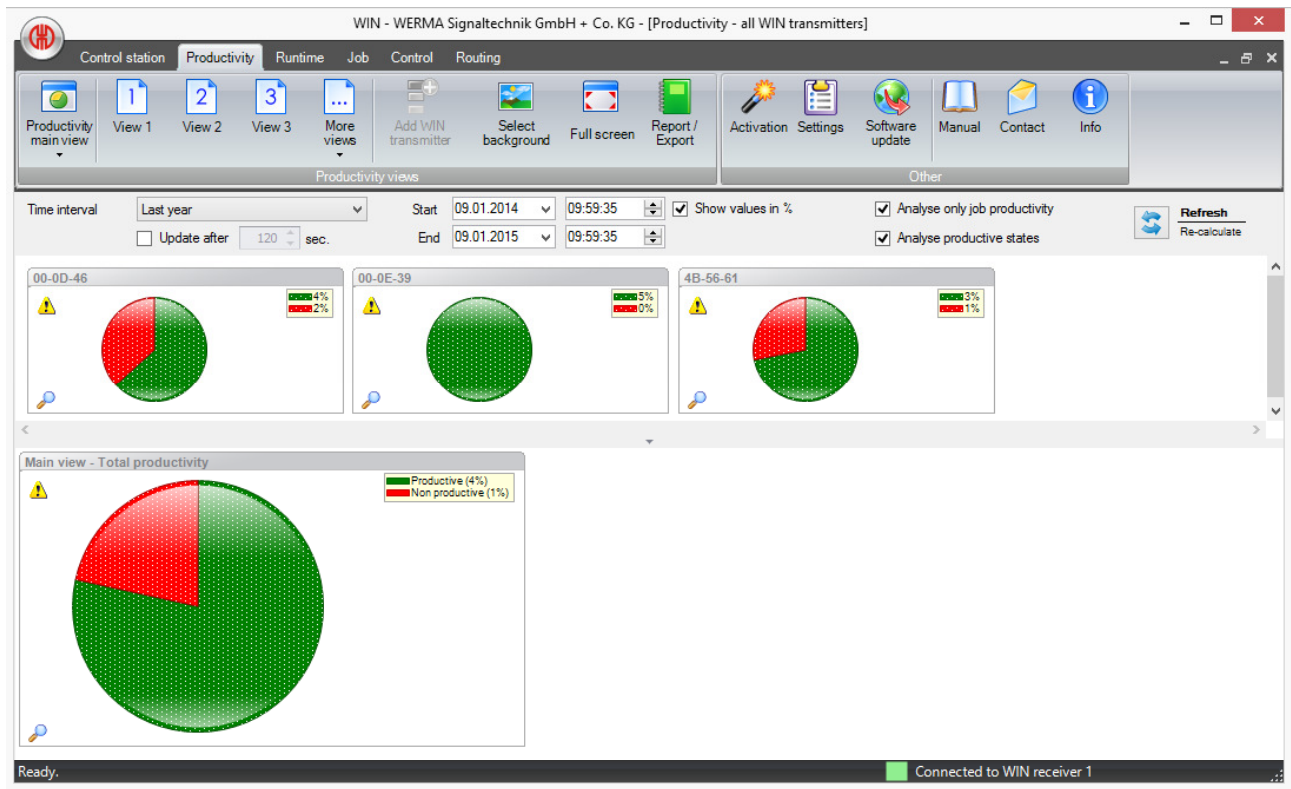 WIN - WERMA Signaltechnik GmbH + Co. KG - [Productivity - all WIN transmitters]
Control station Productivity Runtime Job Control Routing
Productivity main view
1
View 1
2
View 2
3
View 3
...
More views
Add WIN transmitter
Select background
Full screen
Report / Export
Activation
Settings
Software update
Manual
Contact
Info
Productivity views
Other
Time interval Last year Start 09.01.2014 09:59:35 Show values in % Analyse only job productivity Refresh
Update after 120 sec. End 09.01.2015 09:59:35 Analyse productive states Re-calculate
00-0D-46
4%
2%
00-0E-39
5%
0%
4B-56-61
3%
1%
Main view - Total productivity
Productive (4%)
Non productive (1%)
Ready. Connected to WIN receiver 1